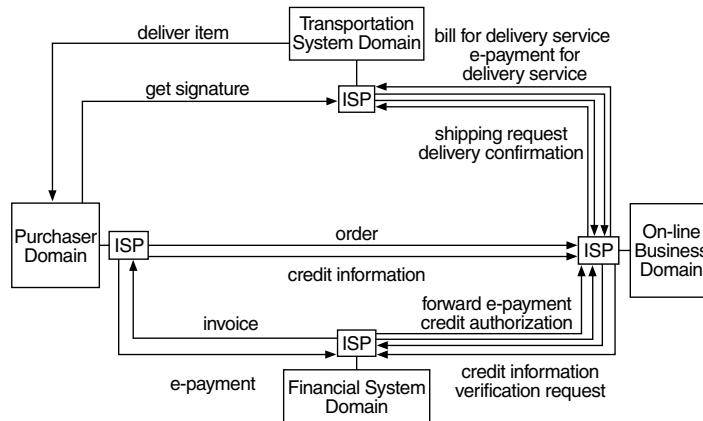 Transportation
System Domain
deliver item
bill for delivery service
e-payment for
delivery service
ISP
get signature
shipping request
delivery confirmation
Purchaser
Domain
ISP
order
credit information
ISP
On-line
Business
Domain
forward e-payment
credit authorization
invoice
ISP
e-payment
Financial System
Domain
credit information
verification request